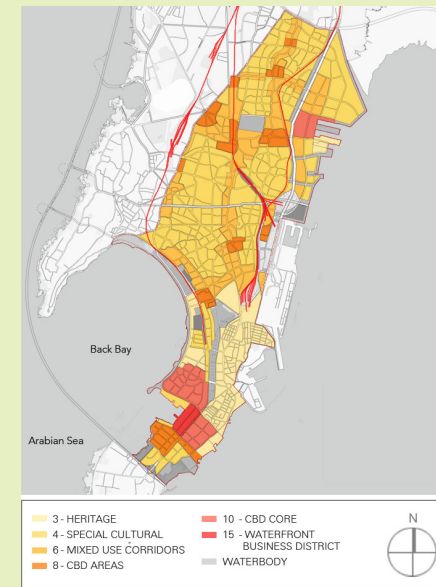 Back Bay
Arabian Sea
3 - HERITAGE
4 - SPECIAL CULTURAL
6 - MIXED USE CORRIDORS
8 - CBD AREAS
10 - CBD CORE
15 - WATERFRONT
BUSINESS DISTRICT
WATERBODY
N